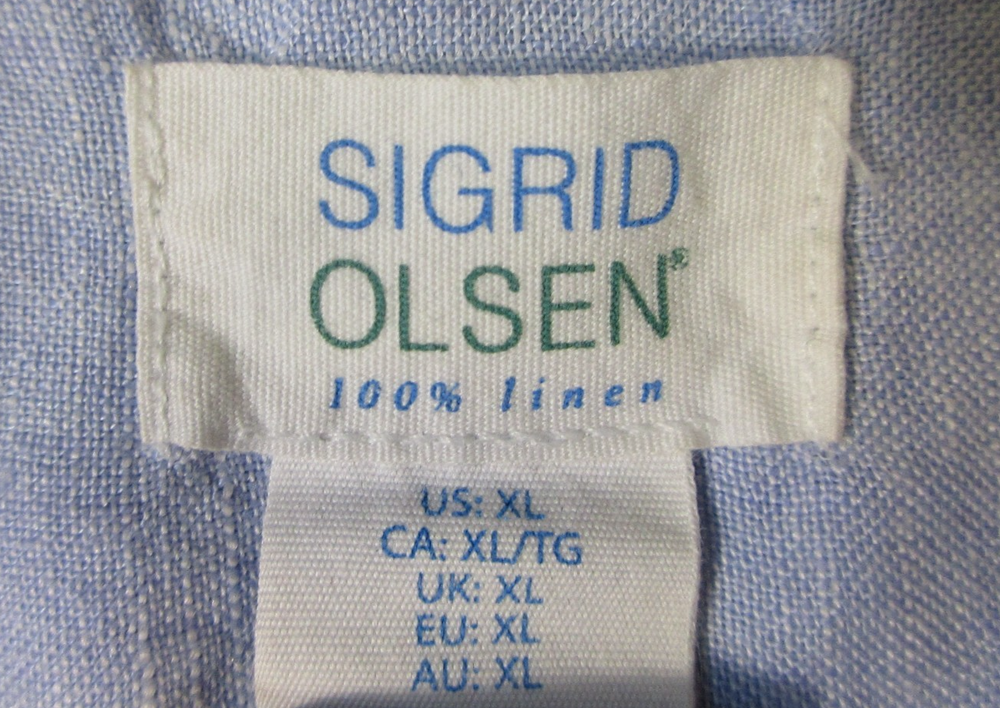 SIGRID
OLSEN®
100% linen
US: XL
CA: XL/TG
UK: XL
EU: XL
AU: XL